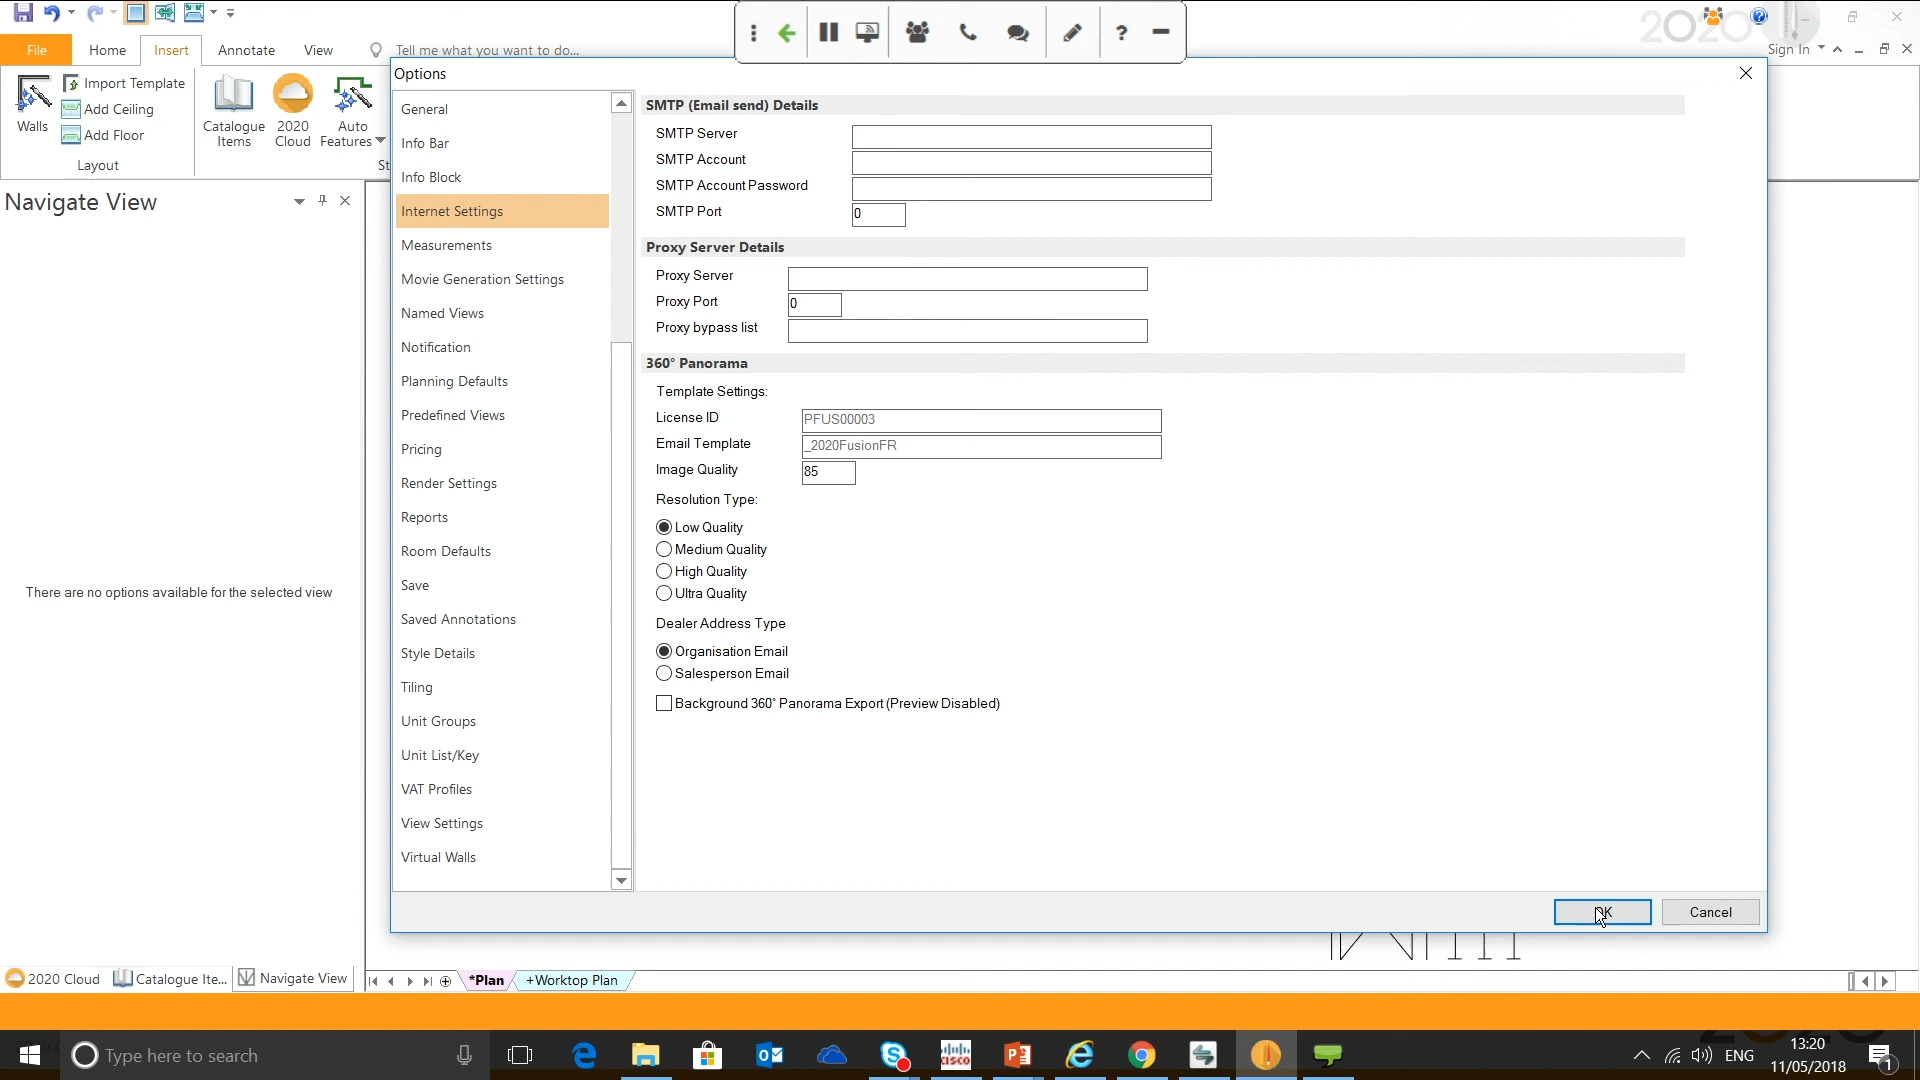 2020
Sign In
File
Home
Insert
Annotate
View
Tell me what you want to do...
Walls
Import Template
Add Ceiling
Add Floor
Layout
Catalogue Items
2020 Cloud
Auto Features
St
Navigate View
There are no options available for the selected view
Options
General
Info Bar
Info Block
Internet Settings
Measurements
Movie Generation Settings
Named Views
Notification
Planning Defaults
Predefined Views
Pricing
Render Settings
Reports
Room Defaults
Save
Saved Annotations
Style Details
Tiling
Unit Groups
Unit List/Key
VAT Profiles
View Settings
Virtual Walls
SMTP (Email send) Details
SMTP Server
SMTP Account
SMTP Account Password
SMTP Port 0
Proxy Server Details
Proxy Server
Proxy Port 0
Proxy bypass list
360° Panorama
Template Settings:
License ID PFUS00003
Email Template _2020FusionFR
Image Quality 85
Resolution Type:
Low Quality
Medium Quality
High Quality
Ultra Quality
Dealer Address Type
Organisation Email
Salesperson Email
Background 360° Panorama Export (Preview Disabled)
OK
Cancel
2020 Cloud
Catalogue Ite...
Navigate View
*Plan
+Worktop Plan
Type here to search
CISCO
ENG
13:20
11/05/2018
1